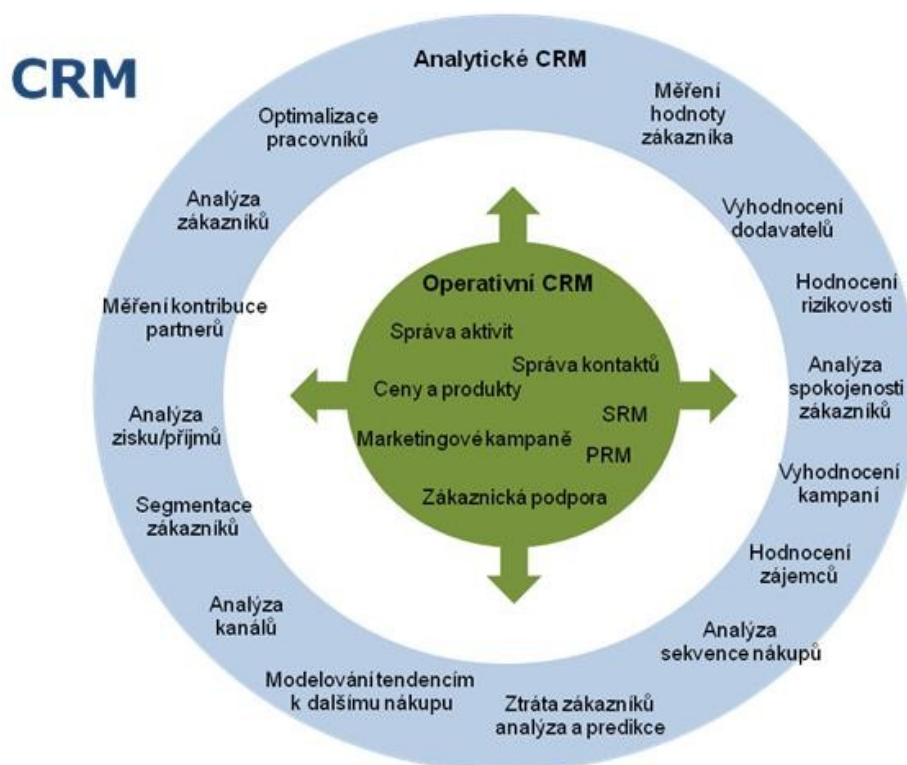 CRM
Analytické CRM
Měření
hodnoty
zákazníka
Vyhodnocení
dodavatelů
Hodnocení
rizikovosti
Analýza
spokojenosti
zákazníků
Vyhodnocení
kampaní
Hodnocení
zájemců
Analýza
sekvence nákupů
Ztráta zákazníků
analýza a predikce
Modelování tendencím
k dalšímu nákupu
Analýza
kanálů
Segmentace
zákazníků
Analýza
zisku/příjmů
Měření kontribuce
partnerů
Analýza
zákazníků
Optimalizace
pracovníků
Operativní CRM
Správa aktivit
Správa kontaktů
Ceny a produkty
SRM
Marketingové kampaně
PRM
Zákaznická podpora